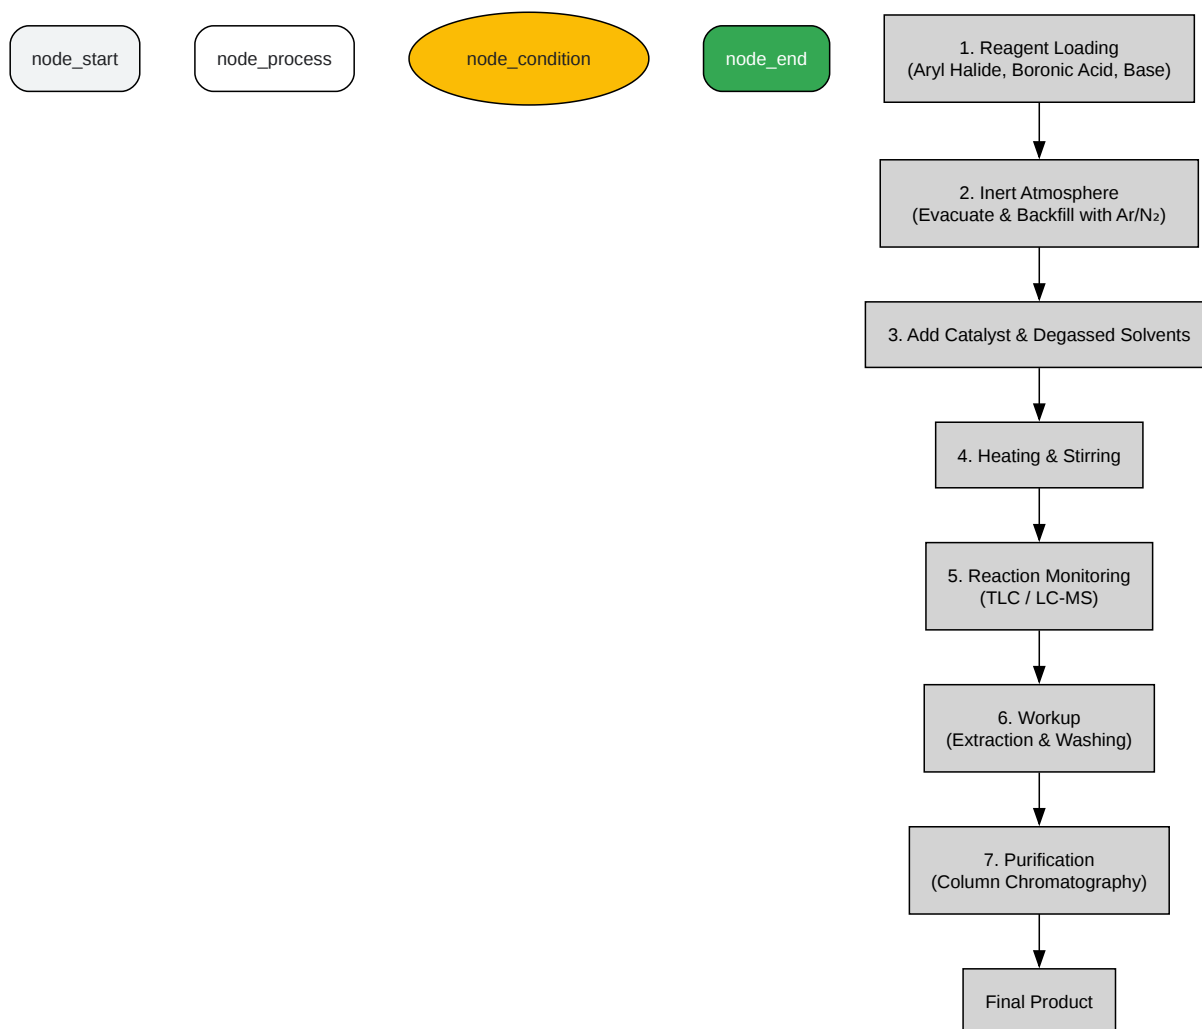 node_start
node_process
node_condition
node_end
1. Reagent Loading
(Aryl Halide, Boronic Acid, Base)
2. Inert Atmosphere
(Evacuate & Backfill with Ar/N₂)
3. Add Catalyst & Degassed Solvents
4. Heating & Stirring
5. Reaction Monitoring
(TLC / LC-MS)
6. Workup
(Extraction & Washing)
7. Purification
(Column Chromatography)
Final Product